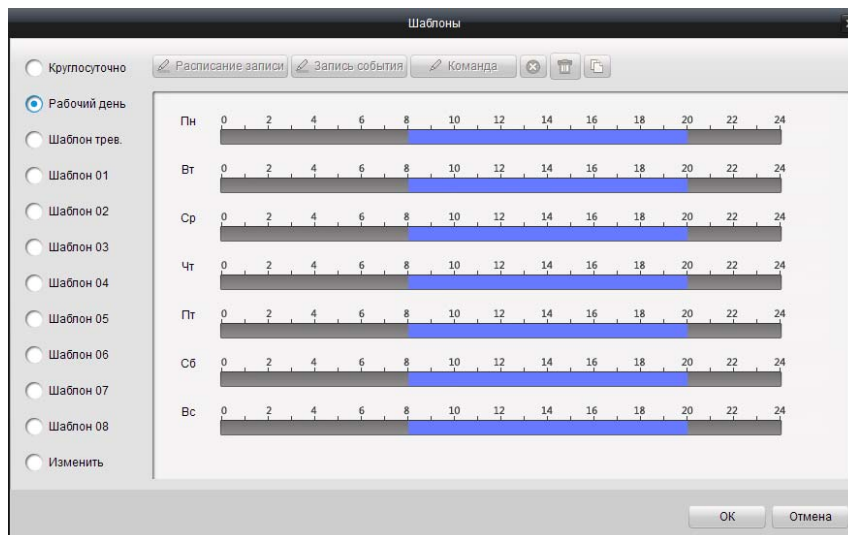 Шаблоны
Круглосуточно
Расписание записи Запись события Команда
Рабочий день
Шаблон трев.
Шаблон 01
Шаблон 02
Шаблон 03
Шаблон 04
Шаблон 05
Шаблон 06
Шаблон 07
Шаблон 08
Изменить
Пн 0 2 4 6 8 10 12 14 16 18 20 22 24
Вт 0 2 4 6 8 10 12 14 16 18 20 22 24
Ср 0 2 4 6 8 10 12 14 16 18 20 22 24
Чт 0 2 4 6 8 10 12 14 16 18 20 22 24
Пт 0 2 4 6 8 10 12 14 16 18 20 22 24
Сб 0 2 4 6 8 10 12 14 16 18 20 22 24
Вс 0 2 4 6 8 10 12 14 16 18 20 22 24
ОК Отмена